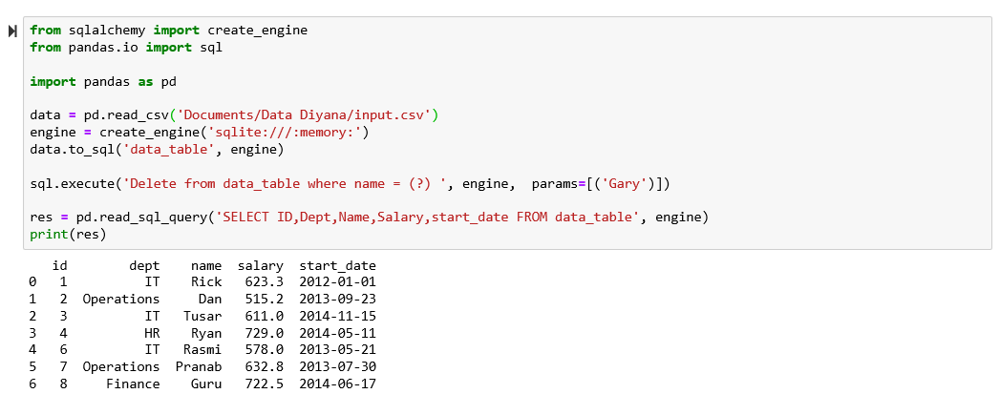 from sqlalchemy import create_engine
from pandas.io import sql
import pandas as pd
data = pd.read_csv('Documents/Data Diyana/input.csv')
engine = create_engine('sqlite:///:memory:')
data.to_sql('data_table', engine)
sql.execute('Delete from data_table where name = (?) ', engine,  params=[('Gary')])
res = pd.read_sql_query('SELECT ID,Dept,Name,Salary,start_date FROM data_table', engine)
print(res)
   id        dept    name  salary  start_date
0   1          IT    Rick   623.3  2012-01-01
1   2  Operations     Dan   515.2  2013-09-23
2   3          IT   Tusar   611.0  2014-11-15
3   4          HR    Ryan   729.0  2014-05-11
4   6          IT   Rasmi   578.0  2013-05-21
5   7  Operations  Pranab   632.8  2013-07-30
6   8     Finance    Guru   722.5  2014-06-17